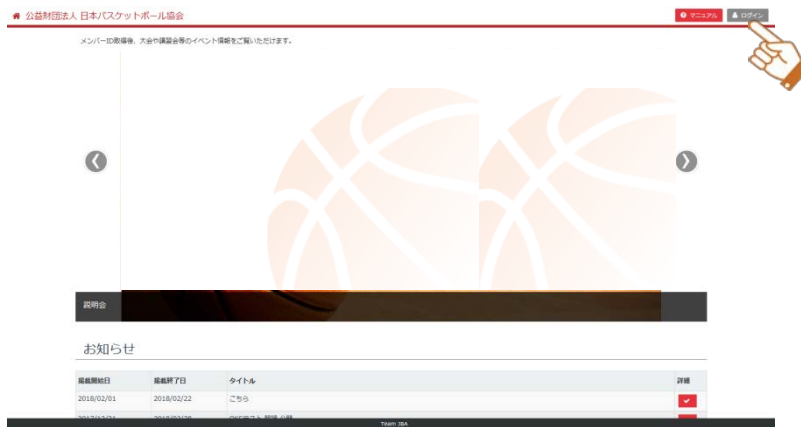 公益財団法人 日本バスケットボール協会
マニュアル
ログイン
メンバーID取得後、大会や講習会等のイベント情報をご覧いただけます。
説明会
お知らせ
掲載開始日 掲載終了日 タイトル 詳細
2018/02/01 2018/02/22 こちら
Team JBA